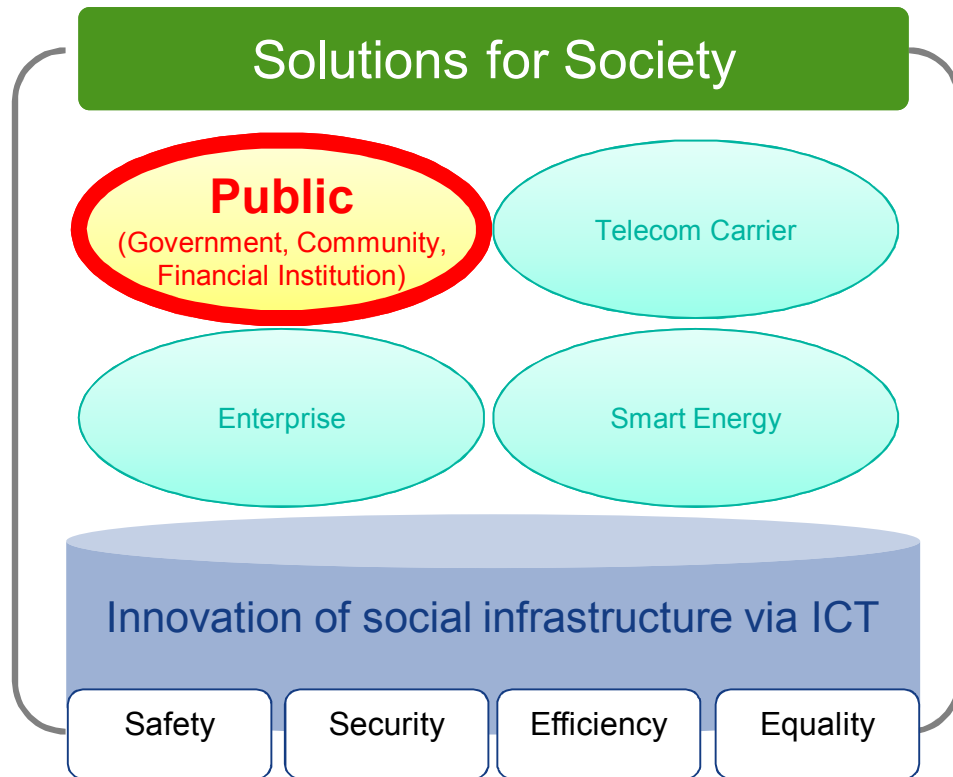 Solutions for Society
Public
(Government, Community,
Financial Institution)
Telecom Carrier
Enterprise
Smart Energy
Innovation of social infrastructure via ICT
Safety
Security
Efficiency
Equality